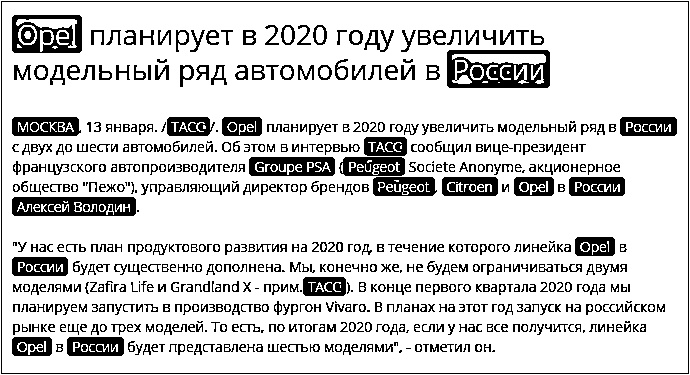 Opel планирует в 2020 году увеличить
модельный ряд автомобилей в России
МОСКВА, 13 января. /ТАСС/. Opel планирует в 2020 году увеличить модельный ряд в России
с двух до шести автомобилей. Об этом в интервью ТАСС сообщил вице-президент
французского автопроизводителя Groupe PSA (Peugeot Societe Anonyme, акционерное
общество "Пежо"), управляющий директор брендов Peugeot, Citroen и Opel в России
Алексей Володин.
"У нас есть план продуктового развития на 2020 год, в течение которого линейка Opel в
России будет существенно дополнена. Мы, конечно же, не будем ограничиваться двумя
моделями (Zafira Life и Grandland X - прим. ТАСС). В конце первого квартала 2020 года мы
планируем запустить в производство фургон Vivaro. В планах на этот год запуск на российском
рынке еще до трех моделей. То есть, по итогам 2020 года, если у нас все получится, линейка
Opel в России будет представлена шестью моделями", - отметил он.